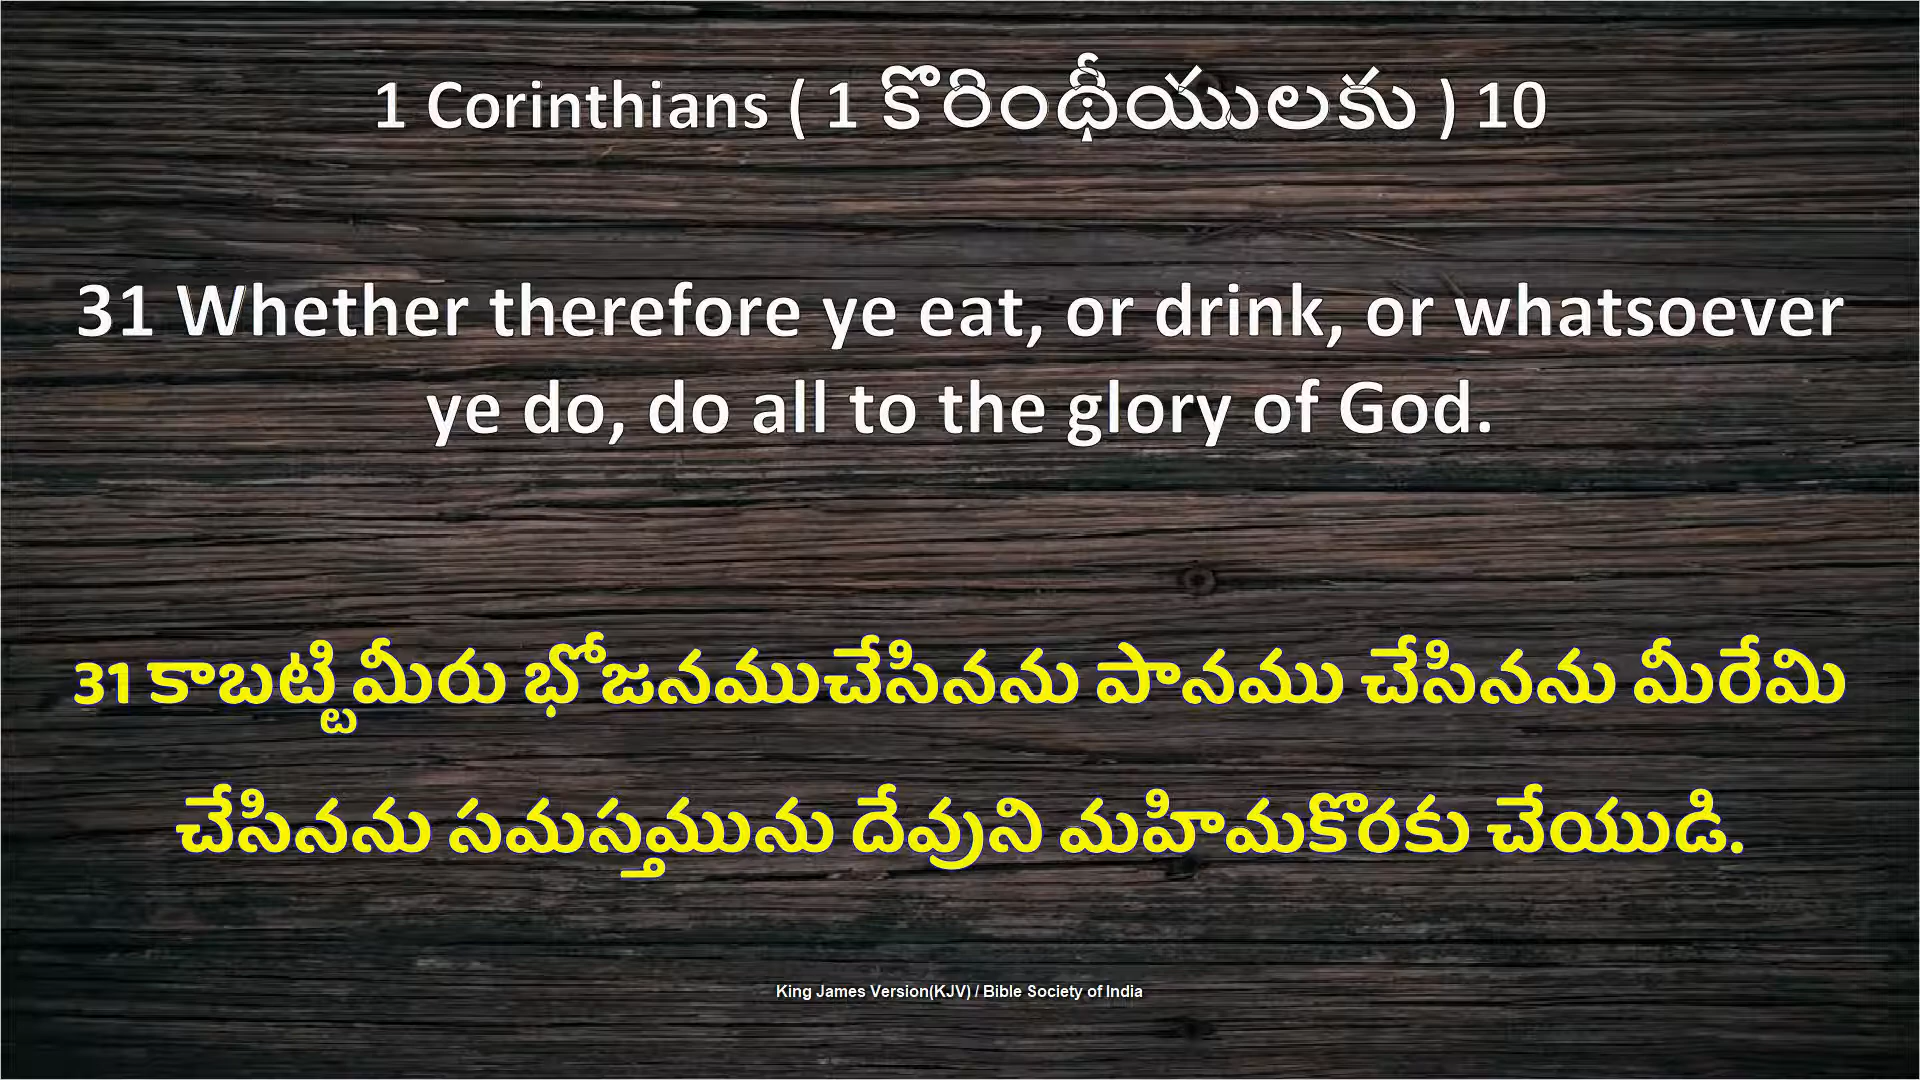 1 Corinthians ( 1 కొరింథీయులకు ) 10
31 Whether therefore ye eat, or drink, or whatsoever
ye do, do all to the glory of God.
31 కాబట్టి మీరు భోజనముచేసినను పానము చేసినను మీరేమి
చేసినను సమస్తమును దేవుని మహిమకొరకు చేయుడి.
King James Version(KJV) / Bible Society of India